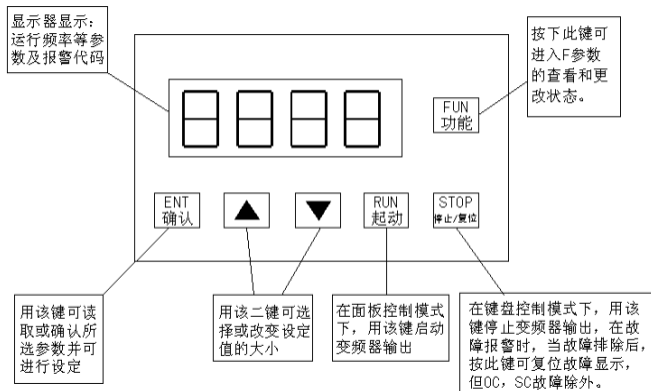 显示器显示:
运行频率等参
数及报警代码
按下此键可
进入F参数
的查看和更
改状态。
8888
FUN
功能
ENT
确认
▲
▼
RUN
起动
STOP
停止/复位
用该键可读
取或确认所
选参数并可
进行设定
用该二键可选
择或改变设定
值的大小
在面板控制模式
下，用该键启动
变频器输出
在键盘控制模式下，用该
键停止变频器输出，在故
障报警时，当故障排除后，
按此键可复位故障显示，
但OC，SC故障除外。